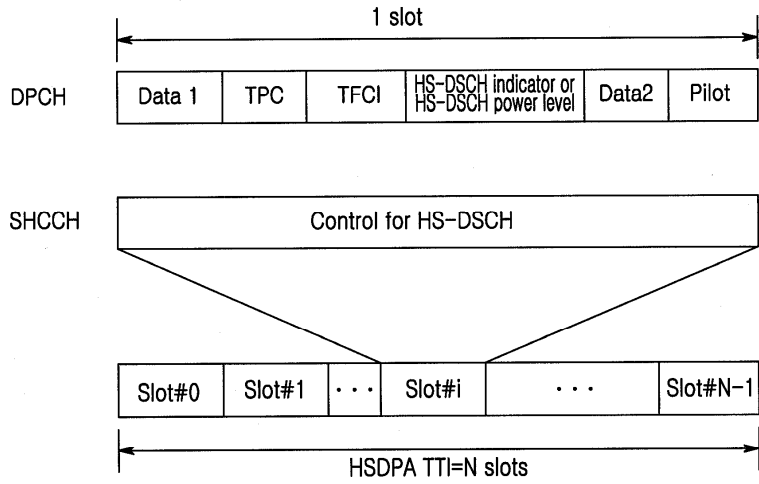 1 slot
DPCH
Data 1
TPC
TFCI
HS-DSCH indicator or
HS-DSCH power level
Data2
Pilot
SHCCH
Control for HS-DSCH
Slot#0
Slot#1
···
Slot#i
···
Slot#N-1
HSDPA TTI=N slots